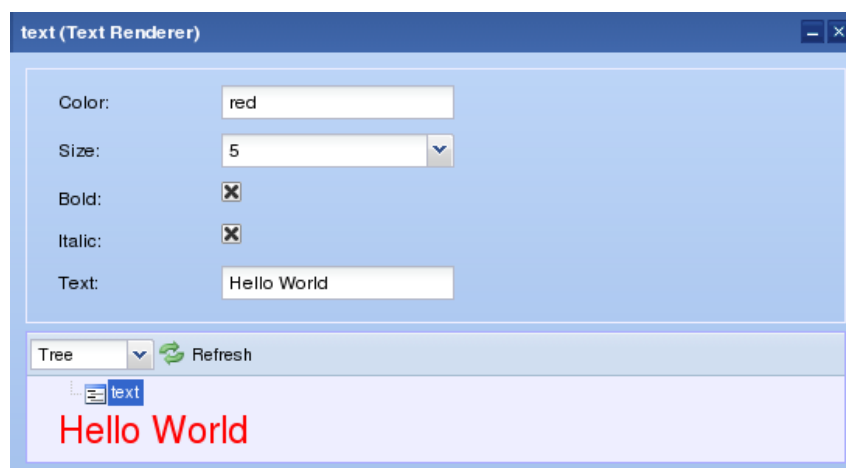 text (Text Renderer)
Color: red
Size: 5
Bold:
Italic:
Text: Hello World
Tree Refresh
text
Hello World